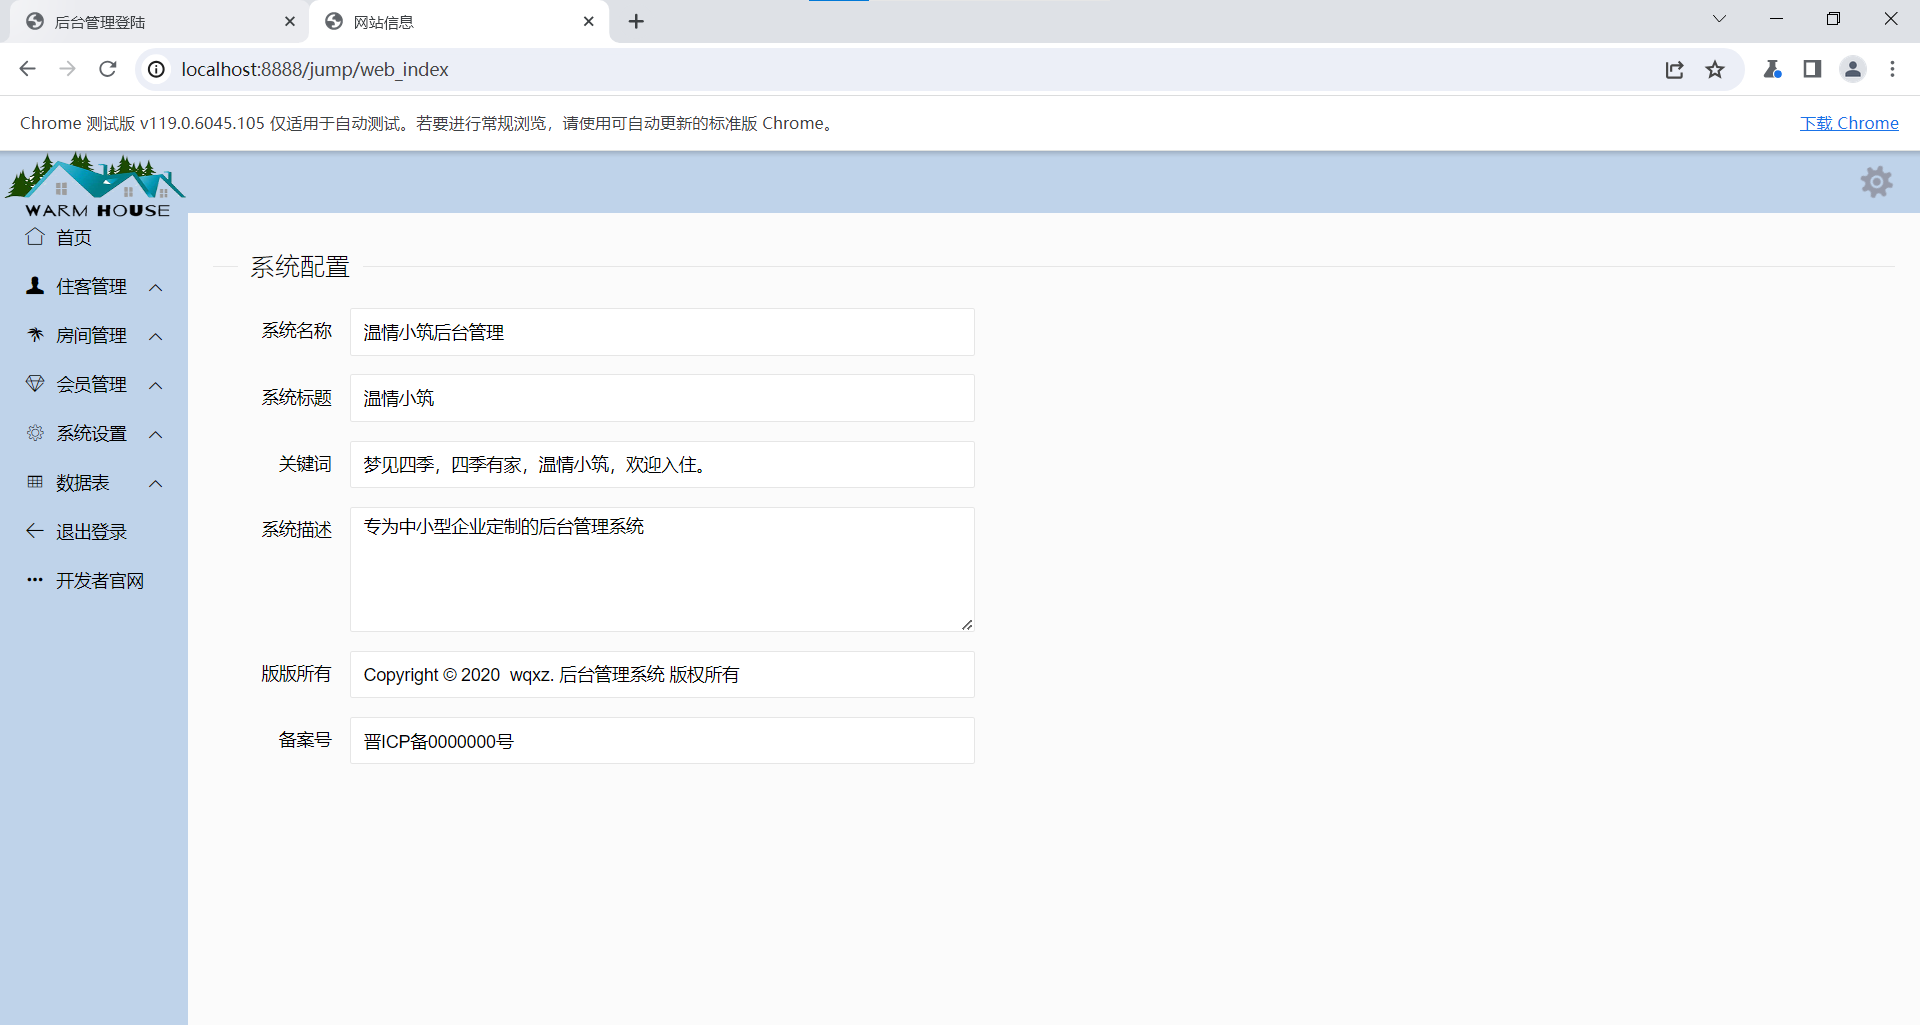 后台管理登陆
网站信息
localhost:8888/jump/web_index
Chrome 测试版 v119.0.6045.105 仅适用于自动测试。若要进行常规浏览，请使用可自动更新的标准版 Chrome。
下载 Chrome
WARM HOUSE
首页
住客管理
房间管理
会员管理
系统设置
数据表
退出登录
开发者官网
系统配置
系统名称 温情小筑后台管理
系统标题 温情小筑
关键词 梦见四季，四季有家，温情小筑，欢迎入住。
系统描述 专为中小型企业定制的后台管理系统
版版所有 Copyright © 2020  wqxz. 后台管理系统 版权所有
备案号 晋ICP备0000000号